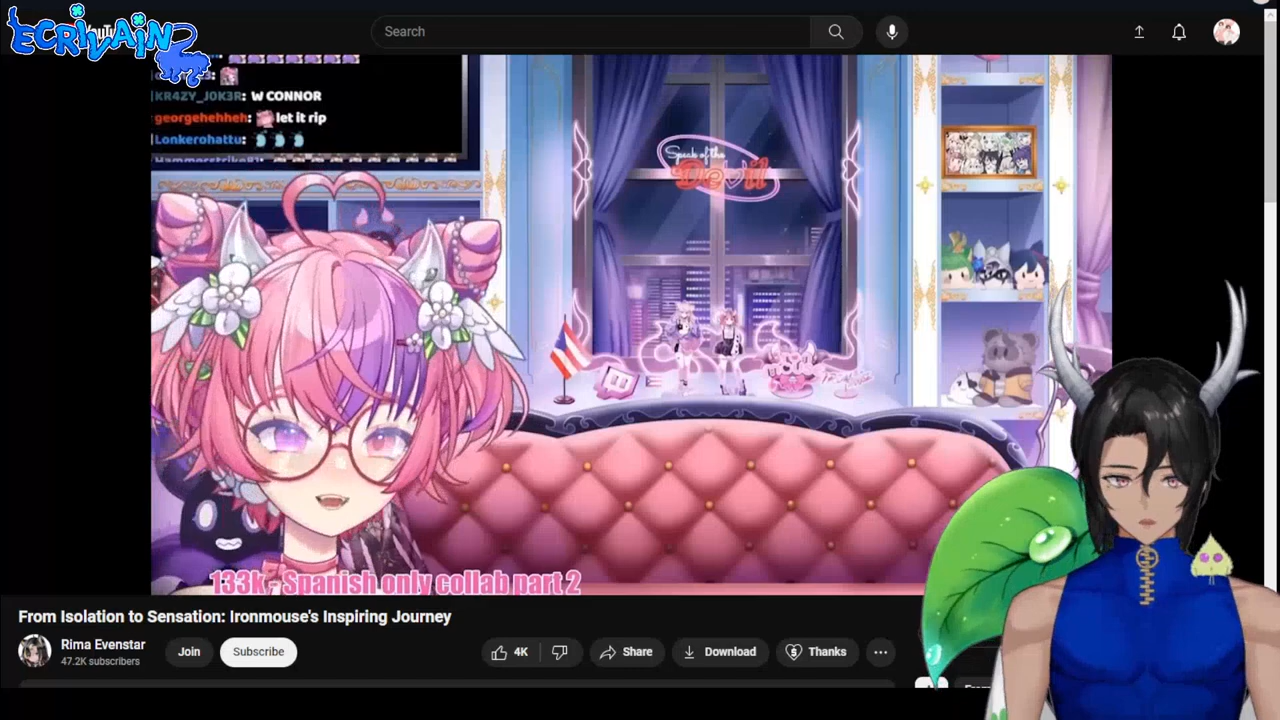 ECRIVAIN
Search
KR4ZY_J0K3R: W CONNOR
georgehehheh: let it rip
Lonkerohattu:
Hammerstrike82:
Speak of the
Devil
133k - Spanish only collab part 2
From Isolation to Sensation: Ironmouse's Inspiring Journey
Rima Evenstar
47.2K subscribers
Join
Subscribe
4K
Share
Download
Thanks